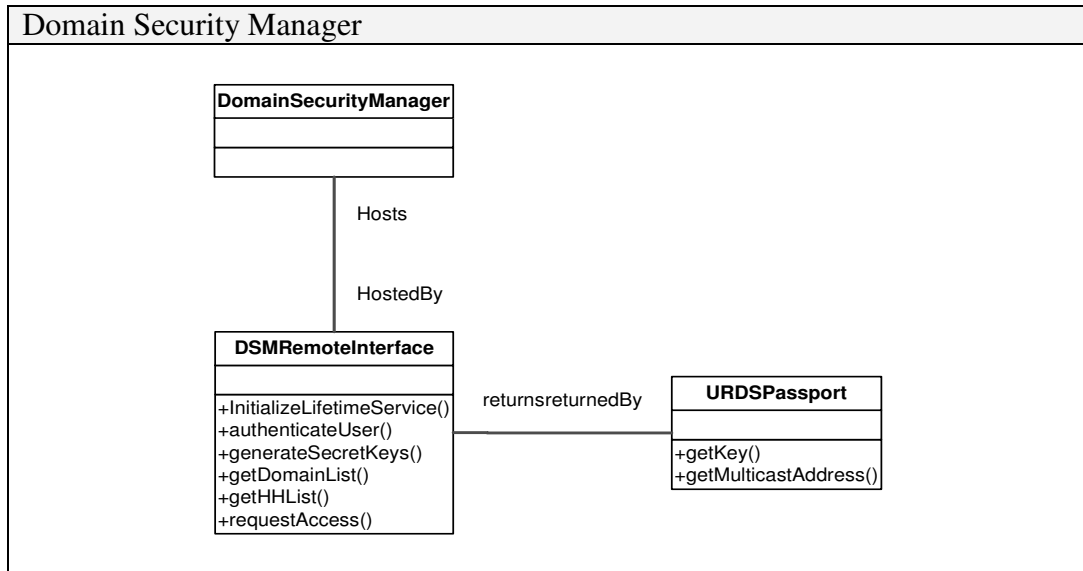 Domain Security Manager
DomainSecurityManager
Hosts
HostedBy
DSMRemoteInterface
+InitializeLifetimeService()
+authenticateUser()
+generateSecretKeys()
+getDomainList()
+getHHList()
+requestAccess()
returnsreturnedBy
URDSPassport
+getKey()
+getMulticastAddress()